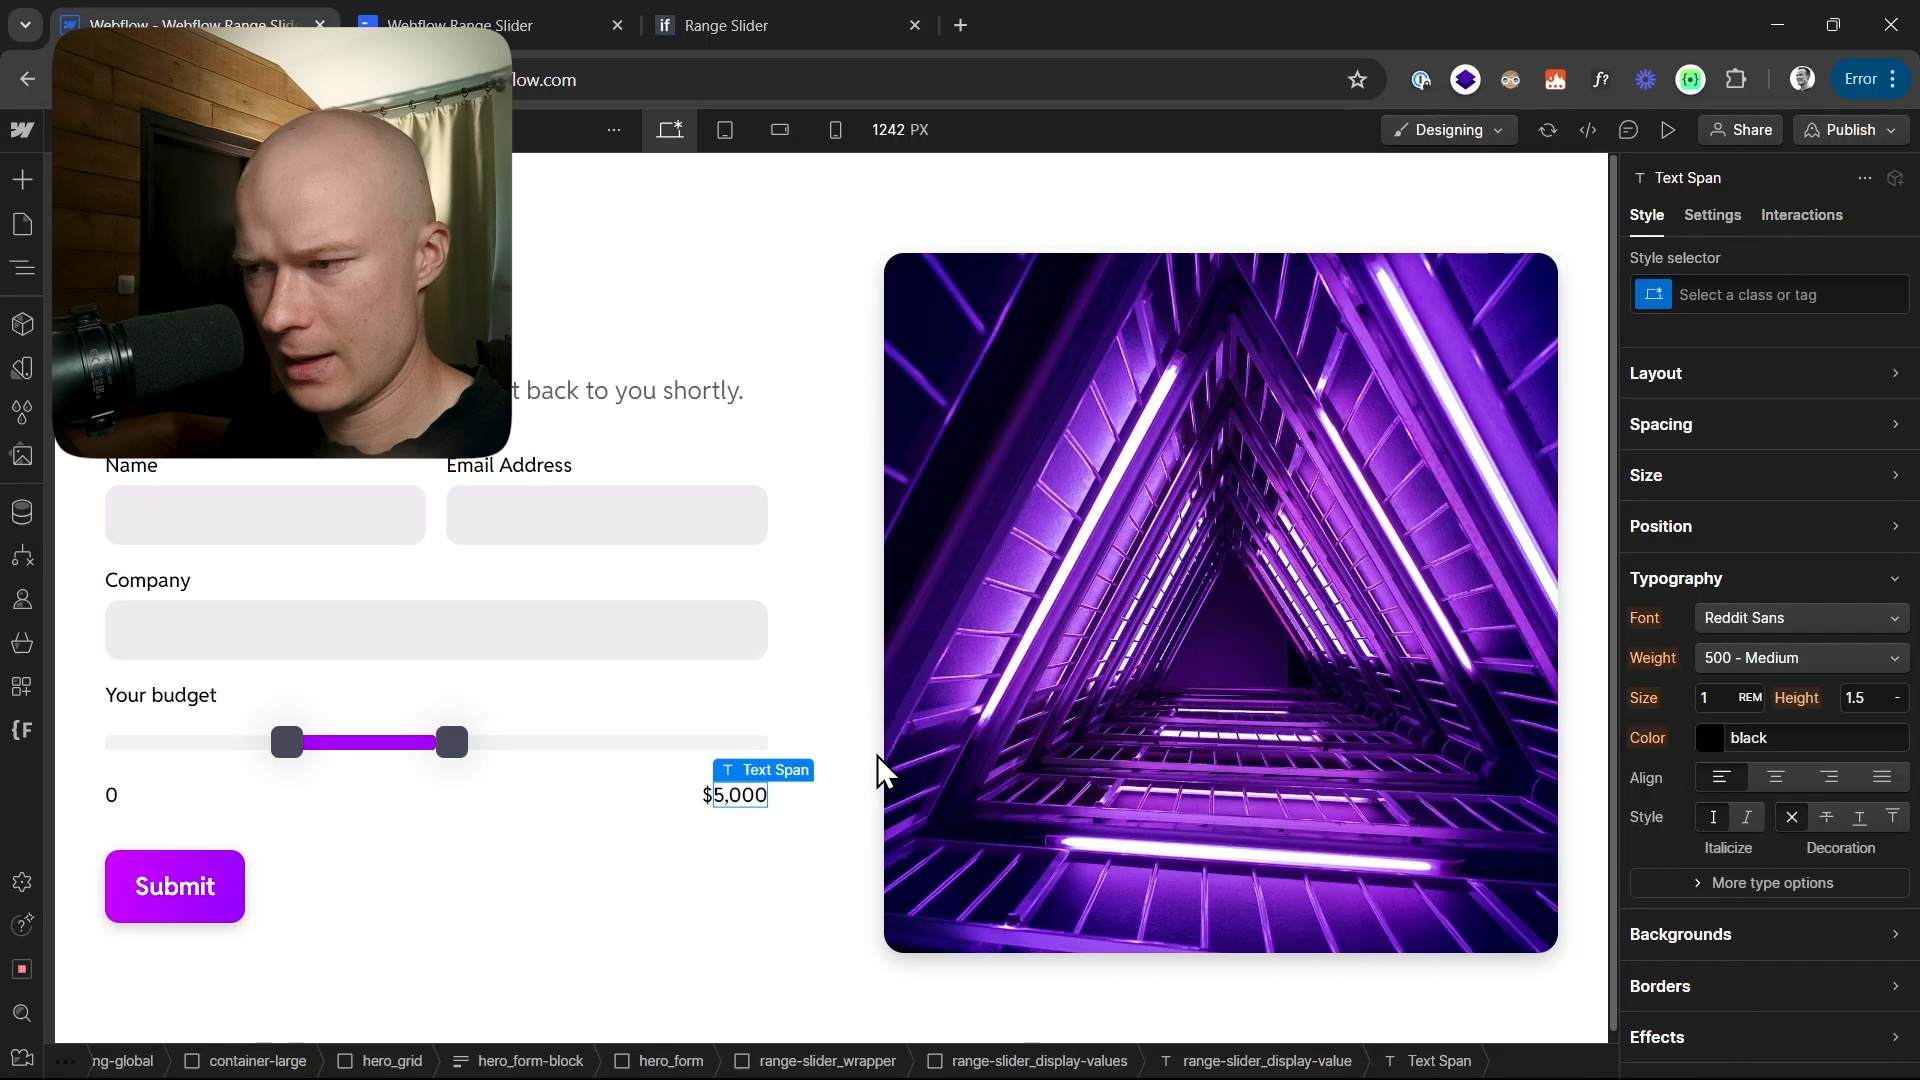 Webflow - Webflow Range Slid
Webflow Range Slider
if Range Slider
low.com
f?
Error
1242 PX
Designing
Share
Publish
Text Span
Style Settings Interactions
Style selector
Select a class or tag
Layout
Spacing
Size
Position
Typography
Font Reddit Sans
Weight 500 - Medium
Size 1 REM Height 1.5 -
Color black
Align
Style
Italicize Decoration
More type options
Backgrounds
Borders
Effects
t back to you shortly.
Name Email Address
Company
Your budget
T Text Span
0 $5,000
Submit
ng-global container-large hero_grid hero_form-block hero_form range-slider_wrapper range-slider_display-values range-slider_display-value Text Span